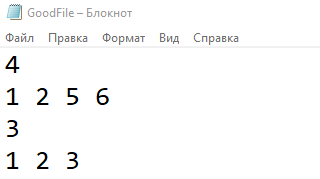 GoodFile – Блокнот
Файл Правка Формат Вид Справка
4
1 2 5 6
3
1 2 3